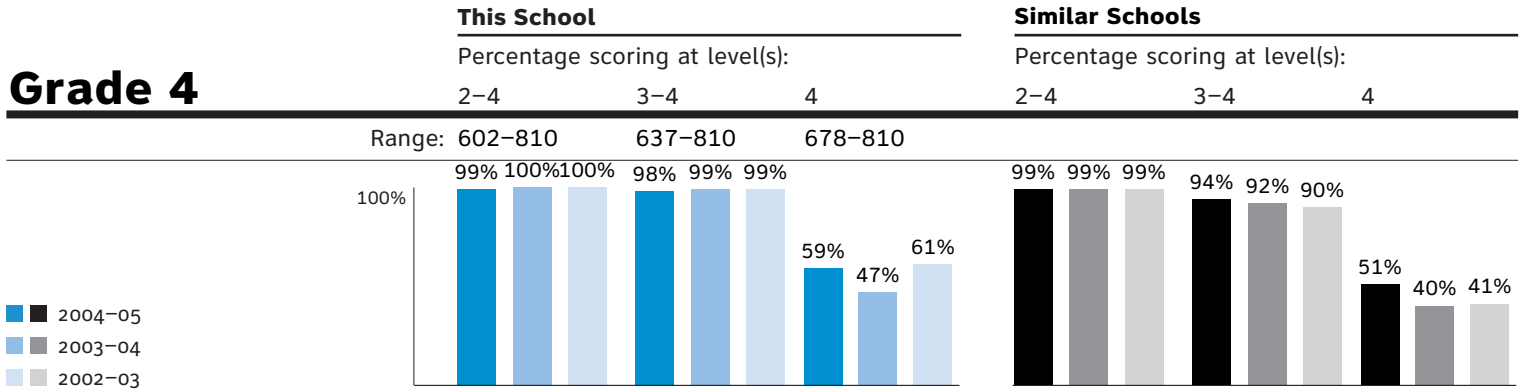 This School
Similar Schools
Percentage scoring at level(s):
Percentage scoring at level(s):
Grade 4
2–4 3–4 4
2–4 3–4 4
Range: 602–810 637–810 678–810
99% 100% 100% 98% 99% 99% 59% 47% 61%
99% 99% 99% 94% 92% 90% 51% 40% 41%
100%
2004–05
2003–04
2002–03